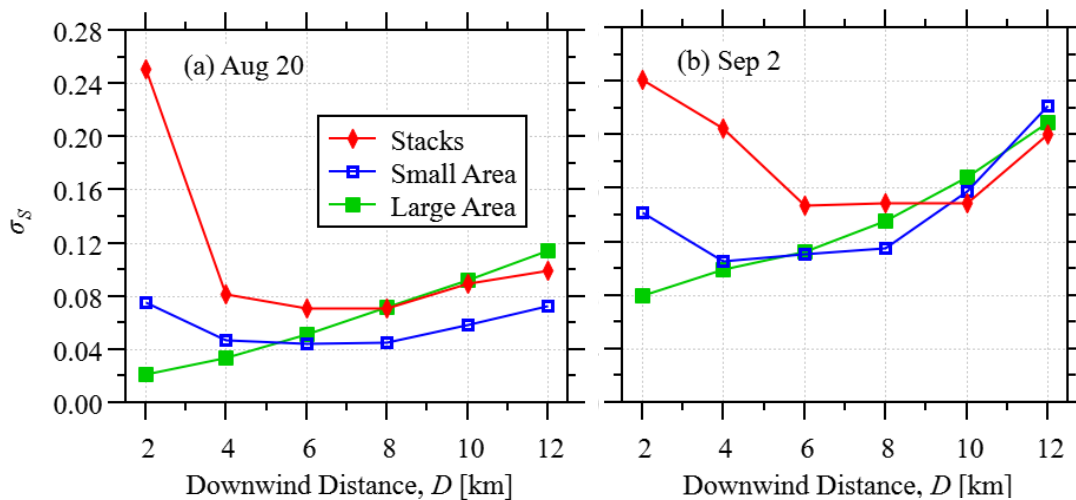 0.28
0.24
0.20
0.16
0.12
0.08
0.04
0.00
σS
(a) Aug 20
Stacks
Small Area
Large Area
2 4 6 8 10 12
Downwind Distance, D [km]
(b) Sep 2
2 4 6 8 10 12
Downwind Distance, D [km]